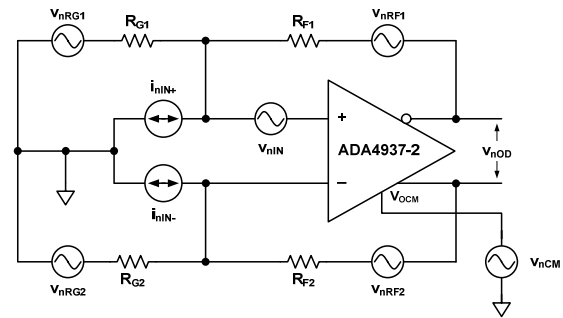 VnRG1
RG1
RF1
VnRF1
inIN+
VnIN
+
ADA4937-2
VnOD
–
VOCM
inIN-
VnRG2
RG2
RF2
VnRF2
VnCM